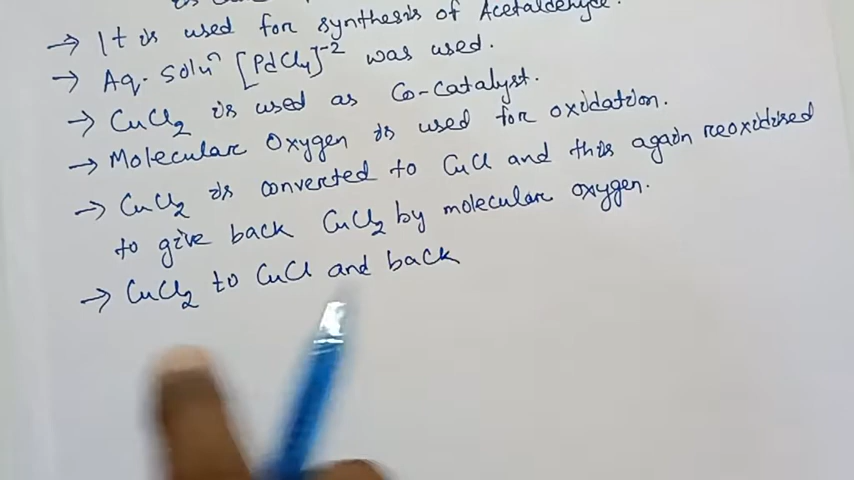 → It is used for synthesis of Acetaldehyde.
→ Aq. Soluⁿ [PdCl4]⁻² was used.
→ CuCl2 is used as Co-catalyst.
→ Molecular Oxygen is used for oxidation.
→ CuCl2 is converted to CuCl and this again reoxidised
to give back CuCl2 by molecular oxygen.
→ CuCl2 to CuCl and back